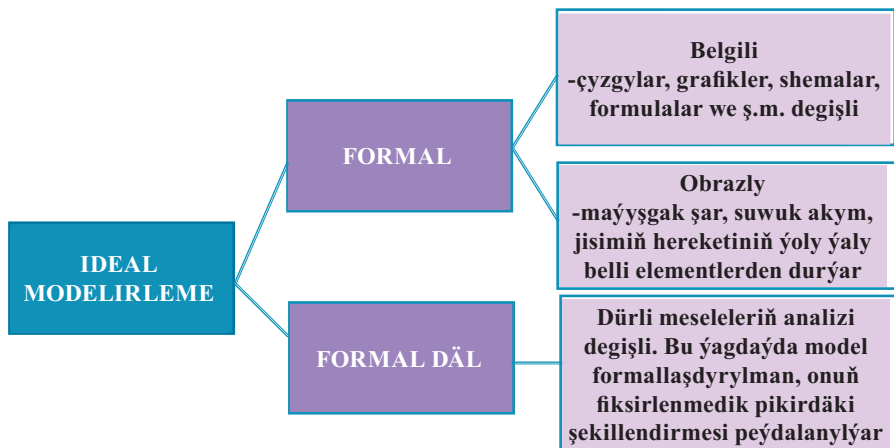 IDEAL
MODELIRLEME
FORMAL
FORMAL DÄL
Belgili
-çyzgylar, grafikler, shemalar,
formulalar we ş.m. degişli
Obrazly
-maýyşgak şar, suwuk akym,
jisimiň hereketiniň ýoly ýaly
belli elementlerden durýar
Dürli meseleleriň analizi
degişli. Bu ýagdaýda model
formallaşdyrylman, onuň
fiksirlenmedik pikirdäki
şekillendirmesi peýdalanylýar